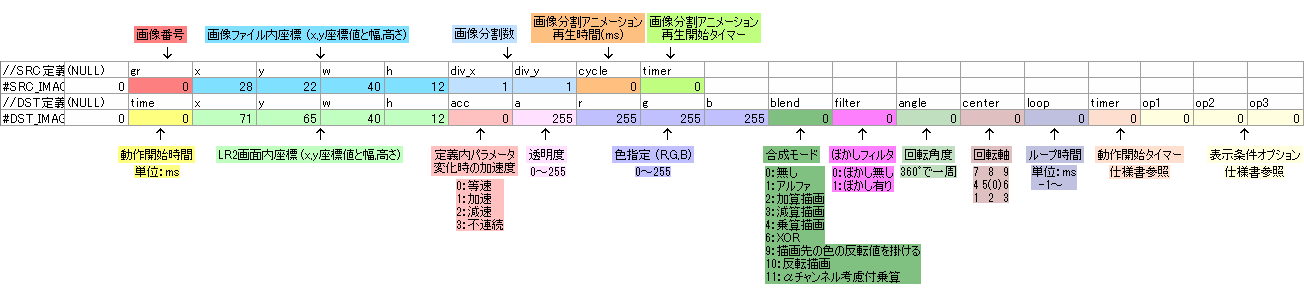 画像番号
画像ファイル内座標 (x,y座標値と幅,高さ)
画像分割数
画像分割アニメーション
再生時間(ms)
画像分割アニメーション
再生開始タイマー
//SRC定義 (NULL) gr x y w h div_x div_y cycle timer
#SRC_IMAG 0 0 28 22 40 12 1 1 0 0
//DST定義 (NULL) time x y w h acc a r g b blend filter angle center loop timer op1 op2 op3
#DST_IMAG 0 0 71 65 40 12 0 255 255 255 255 0 0 0 0 0 0 0 0 0
動作開始時間
単位:ms
LR2画面内座標 (x,y座標値と幅,高さ)
定義内パラメータ
変化時の加速度
0:等速
1:加速
2:減速
3:不連続
透明度
0～255
色指定 (R,G,B)
0～255
合成モード
0:無し
1:アルファ
2:加算描画
3:減算描画
4:乗算描画
6:XOR
9:描画先の色の反転値を掛ける
10:反転描画
11:αチャンネル考慮付乗算
ぼかしフィルタ
0:ぼかし無し
1:ぼかし有り
回転角度
360°で一周
回転軸
7 8 9
4 5(0) 6
1 2 3
ループ時間
単位:ms
-1～
動作開始タイマー
仕様書参照
表示条件オプション
仕様書参照